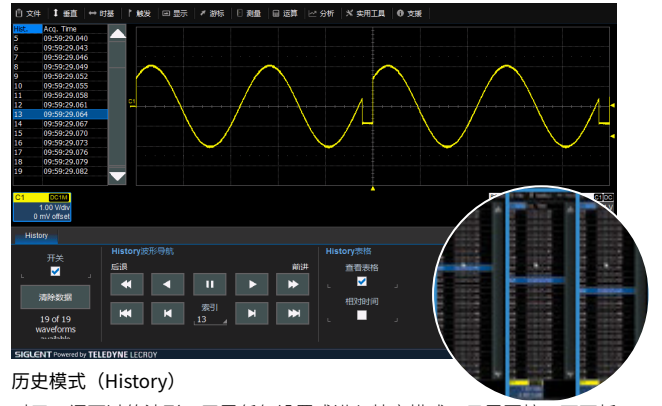 文件 垂直 时基 触发 显示 游标 测量 运算 分析 实用工具 支援
Hist. Acq. Time
5 09:59:29.040
6 09:59:29.043
7 09:59:29.046
8 09:59:29.049
9 09:59:29.052
10 09:59:29.055
11 09:59:29.058
12 09:59:29.061
13 09:59:29.064
14 09:59:29.067
15 09:59:29.070
16 09:59:29.073
17 09:59:29.076
18 09:59:29.079
19 09:59:29.082
C1
C1 DC1M
1.00 V/div
0 mV offset
History
开关
清除数据
19 of 19
waveforms
available
History波形导航
后退 前进
索引
13
History表格
查看表格
相对时间
SIGLENT Powered by TELEDYNE LECROY
历史模式（History）